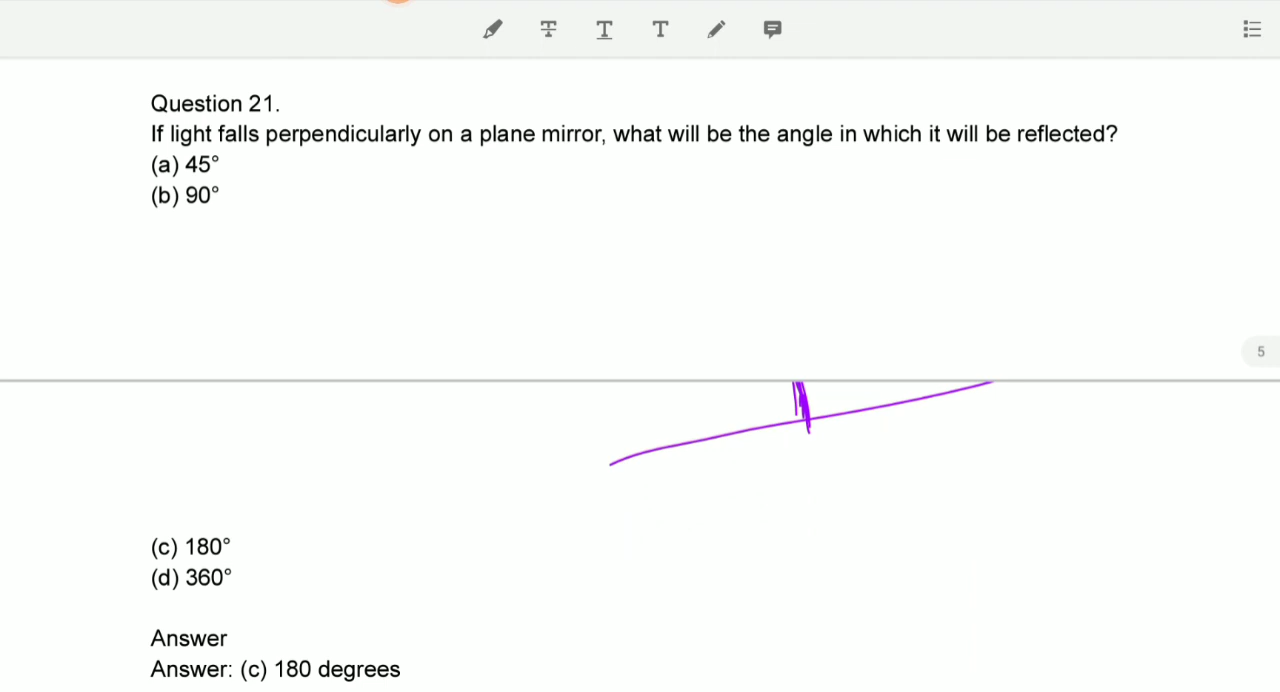 Question 21.
If light falls perpendicularly on a plane mirror, what will be the angle in which it will be reflected?
(a) 45°
(b) 90°
5
(c) 180°
(d) 360°
Answer
Answer: (c) 180 degrees